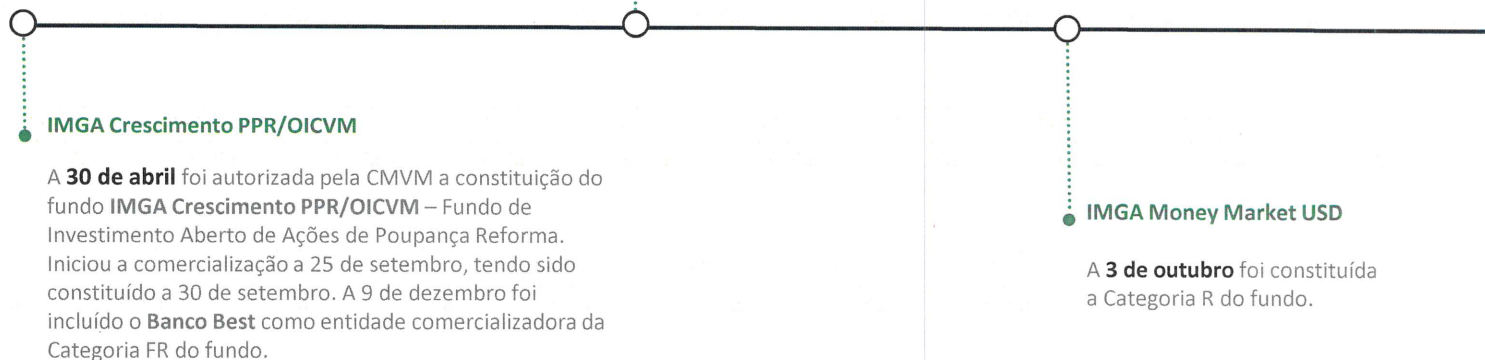 IMGA Crescimento PPR/OICVM
A 30 de abril foi autorizada pela CMVM a constituição do
fundo IMGA Crescimento PPR/OICVM – Fundo de
Investimento Aberto de Ações de Poupança Reforma.
Iniciou a comercialização a 25 de setembro, tendo sido
constituído a 30 de setembro. A 9 de dezembro foi
incluído o Banco Best como entidade comercializadora da
Categoria FR do fundo.
IMGA Money Market USD
A 3 de outubro foi constituída
a Categoria R do fundo.